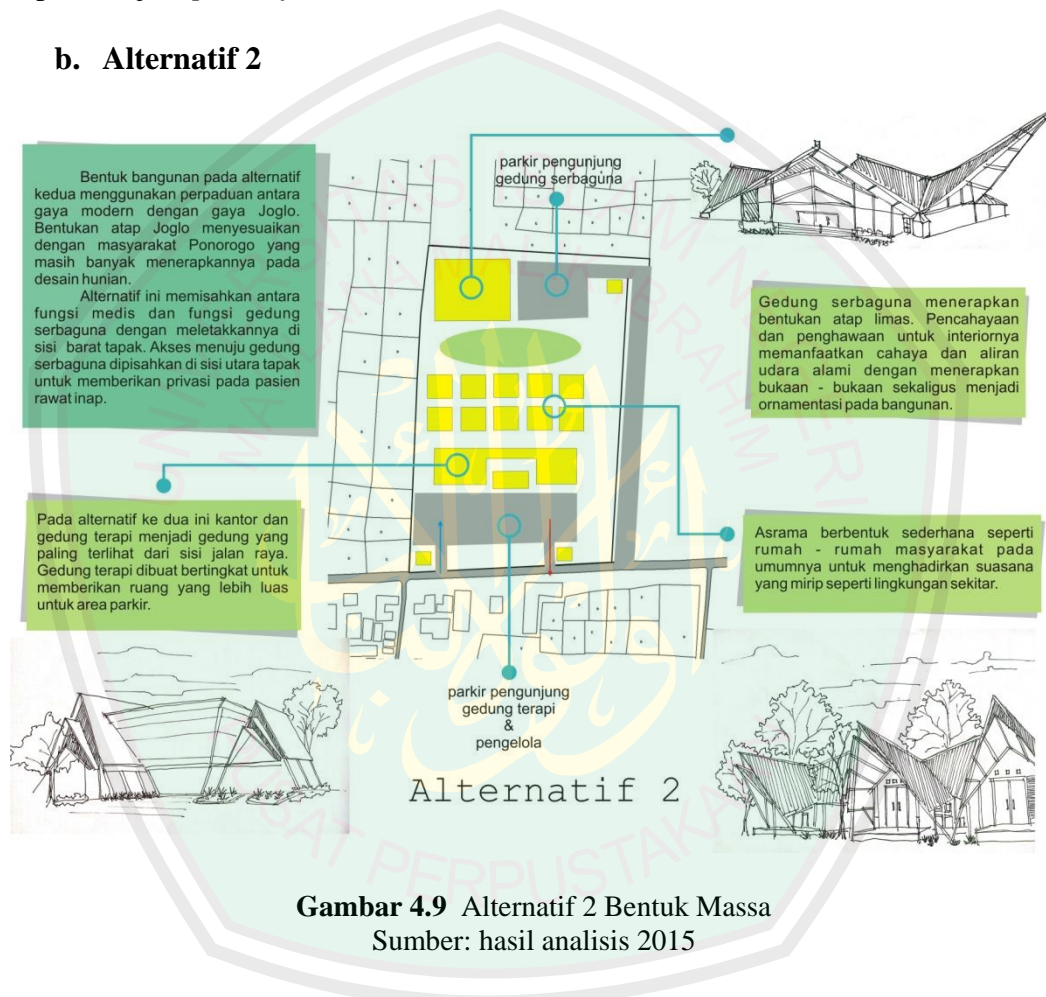 b. Alternatif 2
Bentuk bangunan pada alternatif
kedua menggunakan perpaduan antara
gaya modern dengan gaya Joglo.
Bentukan atap Joglo menyesuaikan
dengan masyarakat Ponorogo yang
masih banyak menerapkannya pada
desain hunian.
Alternatif ini memisahkan antara
fungsi medis dan fungsi gedung
serbaguna dengan meletakkannya di
sisi barat tapak. Akses menuju gedung
serbaguna dipisahkan di sisi utara tapak
untuk memberikan privasi pada pasien
rawat inap.
parkir pengunjung
gedung serbaguna
Gedung serbaguna menerapkan
bentukan atap limas. Pencahayaan
dan penghawaan untuk interiornya
memanfaatkan cahaya dan aliran
udara alami dengan menerapkan
bukaan - bukaan sekaligus menjadi
ornamentasi pada bangunan.
Pada alternatif ke dua ini kantor dan
gedung terapi menjadi gedung yang
paling terlihat dari sisi jalan raya.
Gedung terapi dibuat bertingkat untuk
memberikan ruang yang lebih luas
untuk area parkir.
Asrama berbentuk sederhana seperti
rumah - rumah masyarakat pada
umumnya untuk menghadirkan suasana
yang mirip seperti lingkungan sekitar.
parkir pengunjung
gedung terapi
&
pengelola
Alternatif 2
Gambar 4.9 Alternatif 2 Bentuk Massa
Sumber: hasil analisis 2015